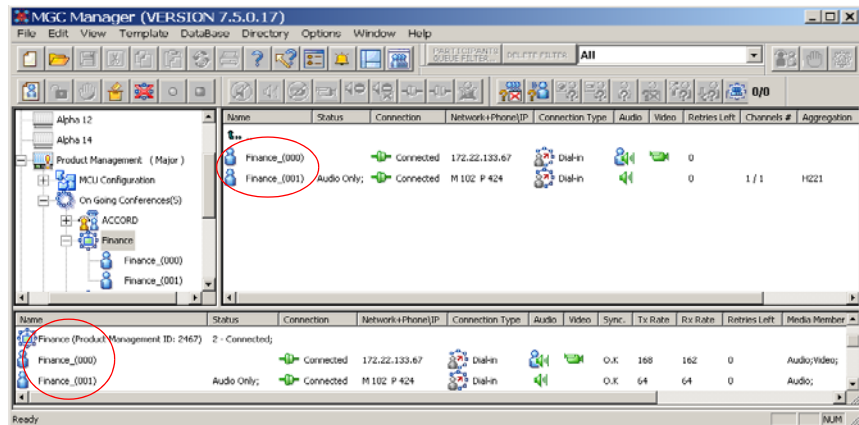 MGC Manager (VERSION 7.5.0.17)
File Edit View Template DataBase Directory Options Window Help
PARTICIPANTS QUEUE FILTER... DELETE FILTER All
0/0
Alpha 12
Alpha 14
Product Management ( Major )
MCU Configuration
On Going Conferences(5)
ACCORD
Finance
Finance_(000)
Finance_(001)
Name Status Connection Network+Phone\IP Connection Type Audio Video Retries Left Channels # Aggregation
Finance_(000) Connected 172.22.133.67 Dial-in 0
Finance_(001) Audio Only; Connected M 102 P 424 Dial-in 0 1 / 1 H221
Name Status Connection Network+Phone\IP Connection Type Audio Video Sync. Tx Rate Rx Rate Retries Left Media Member
Finance (Product Management ID: 2467) 2 - Connected;
Finance_(000) Connected 172.22.133.67 Dial-in O.K 168 162 0 Audio;Video;
Finance_(001) Audio Only; Connected M 102 P 424 Dial-in O.K 64 64 0 Audio;
Ready NUM